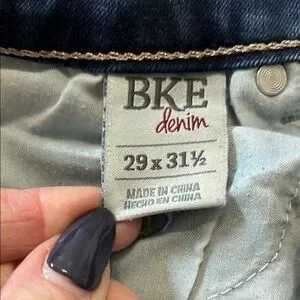 BKE
denim
29 x 31½
MADE IN CHINA
HECHO EN CHINA